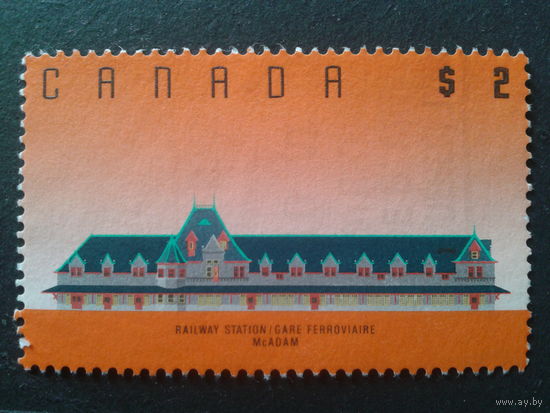 CANADA $2
RAILWAY STATION/GARE FERROVIAIRE
McADAM
www.ay.by